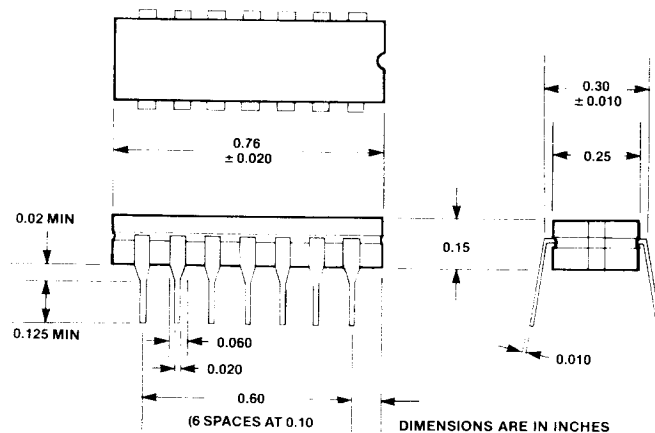 0.76
± 0.020
0.30
± 0.010
0.25
0.02 MIN
0.15
0.125 MIN
0.060
0.020
0.010
0.60
(6 SPACES AT 0.10
DIMENSIONS ARE IN INCHES